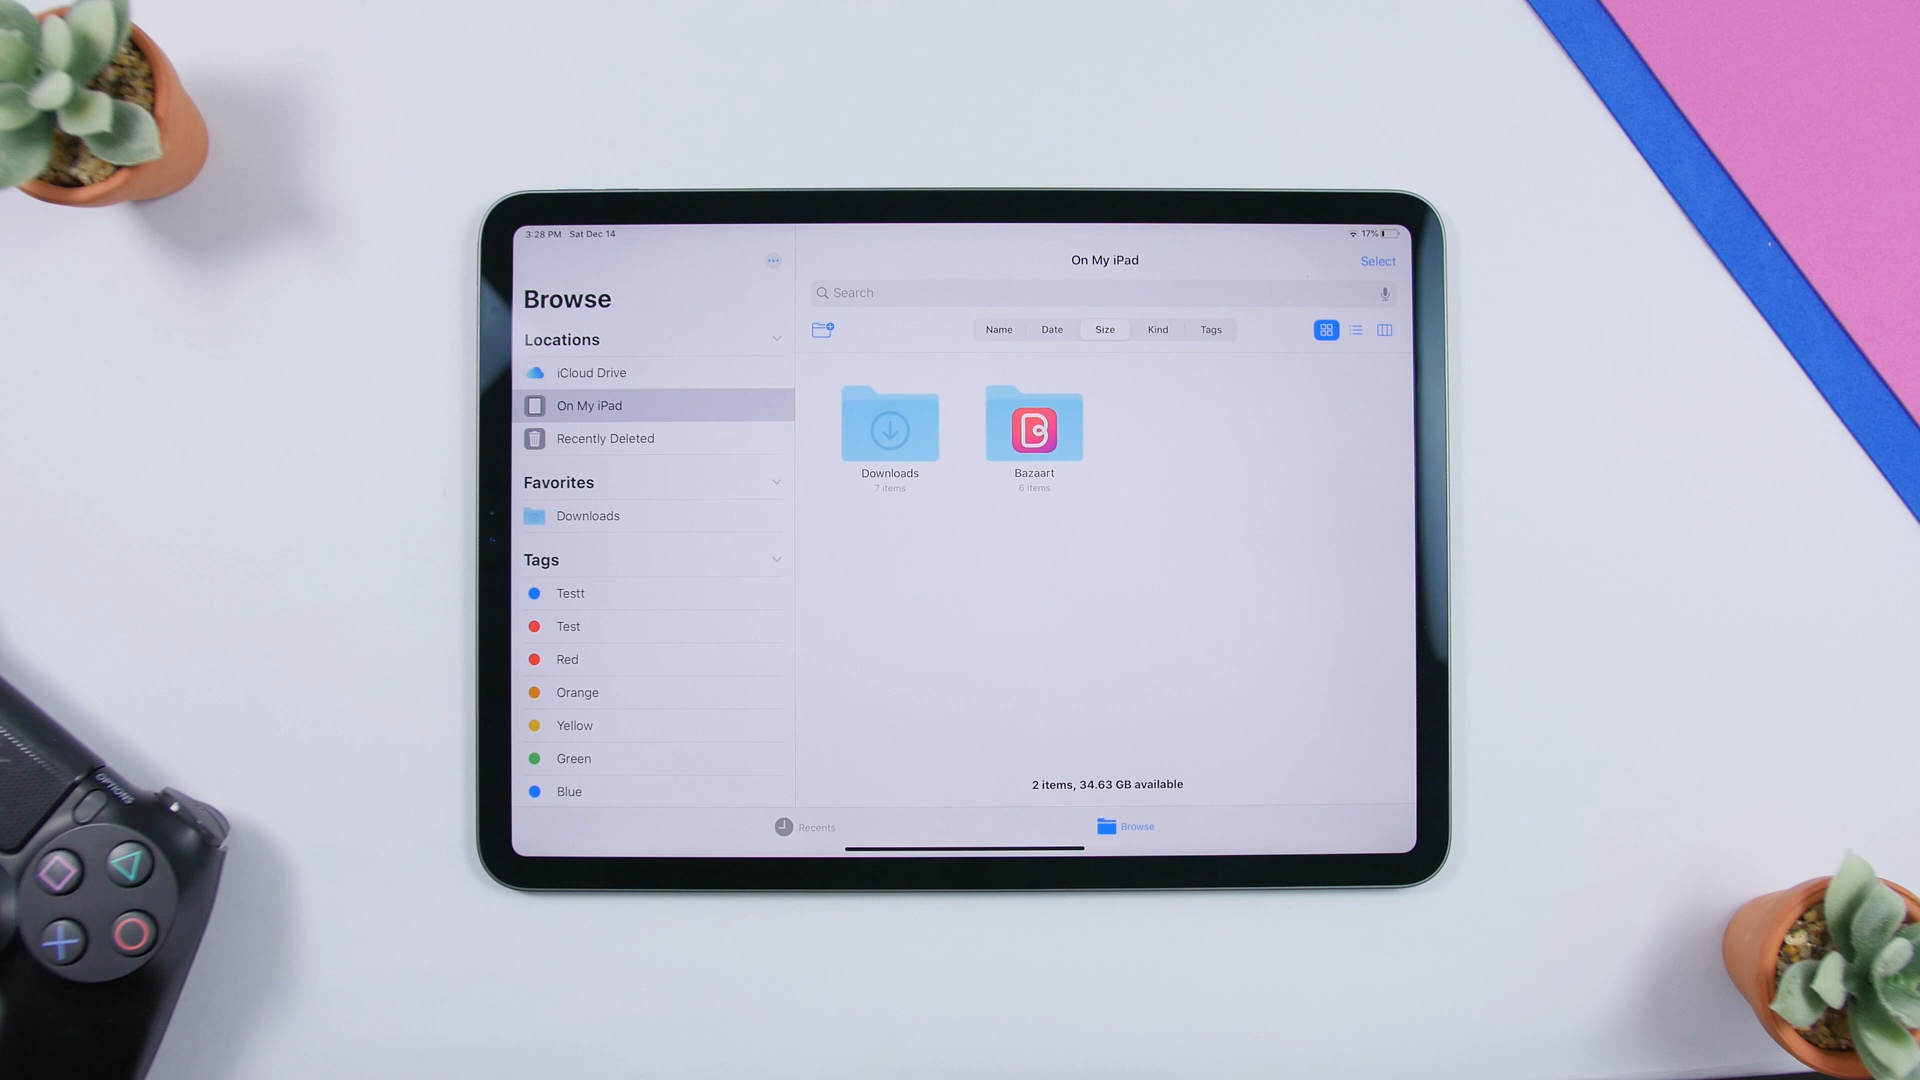 3:28 PM Sat Dec 14
17%
Browse
Locations
iCloud Drive
On My iPad
Recently Deleted
Favorites
Downloads
Tags
Testt
Test
Red
Orange
Yellow
Green
Blue
On My iPad
Select
Search
Name Date Size Kind Tags
Downloads
7 items
Bazaart
6 items
2 items, 34.63 GB available
Recents
Browse
OPTIONS